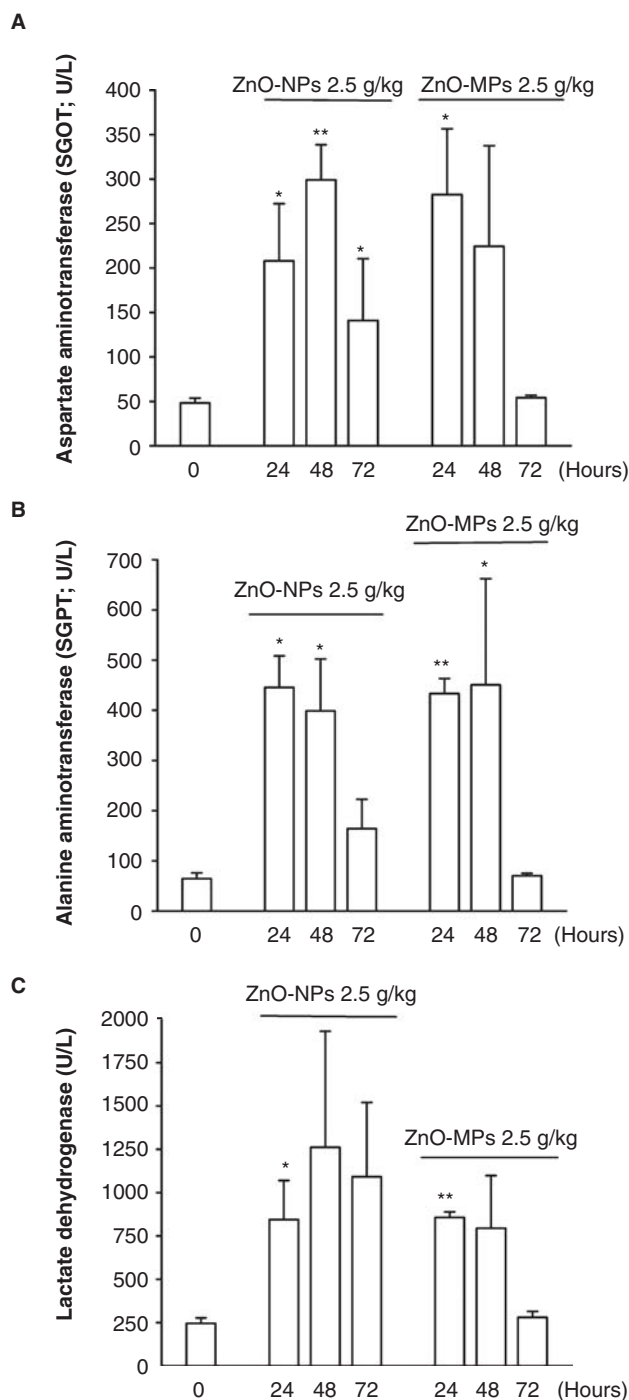 A
ZnO-NPs 2.5 g/kg ZnO-MPs 2.5 g/kg
Aspartate aminotransferase (SGOT; U/L)
400
350
300
250
200
150
100
50
0
* ** * *
0 24 48 72 24 48 72 (Hours)
B
ZnO-MPs 2.5 g/kg
ZnO-NPs 2.5 g/kg
Alanine aminotransferase (SGPT; U/L)
700
600
500
400
300
200
100
0
* * ** *
0 24 48 72 24 48 72 (Hours)
C
ZnO-NPs 2.5 g/kg
ZnO-MPs 2.5 g/kg
Lactate dehydrogenase (U/L)
2000
1750
1500
1250
1000
750
500
250
0
* **
0 24 48 72 24 48 72 (Hours)